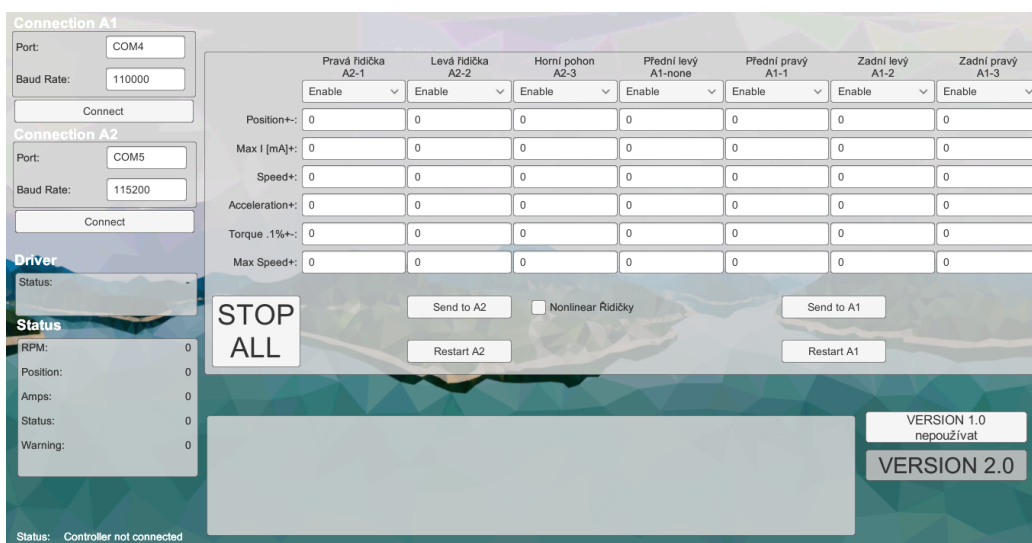 Connection A1
Port: COM4
Baud Rate: 110000
Connect
Connection A2
Port: COM5
Baud Rate: 115200
Connect
Driver
Status: -
Status
RPM: 0
Position: 0
Amps: 0
Status: 0
Warning: 0
Status: Controller not connected
Pravá řidička Levá řidička Horní pohon Přední levý Přední pravý Zadní levý Zadní pravý
A2-1 A2-2 A2-3 A1-none A1-1 A1-2 A1-3
Enable Enable Enable Enable Enable Enable Enable
Position+-: 0 0 0 0 0 0 0
Max I [mA]+: 0 0 0 0 0 0 0
Speed+: 0 0 0 0 0 0 0
Acceleration+: 0 0 0 0 0 0 0
Torque .1%+-: 0 0 0 0 0 0 0
Max Speed+: 0 0 0 0 0 0 0
STOP
ALL
Send to A2 Nonlinear Řidičky Send to A1
Restart A2 Restart A1
VERSION 1.0
nepoužívat
VERSION 2.0